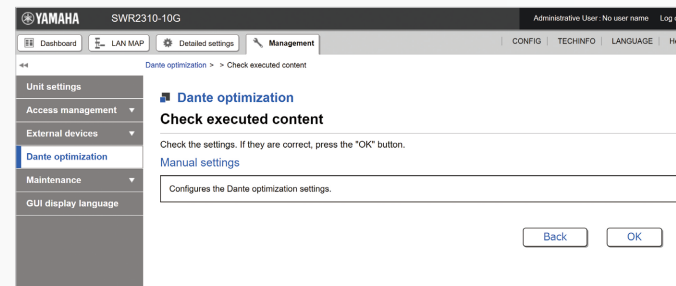 YAMAHA SWR2310-10G Administrative User : No user name Log
Dashboard LAN MAP Detailed settings Management CONFIG TECHINFO LANGUAGE
Dante optimization > > Check executed content
Unit settings
Dante optimization
Access management
Check executed content
External devices
Check the settings. If they are correct, press the "OK" button.
Dante optimization
Manual settings
Maintenance
Configures the Dante optimization settings.
GUI display language
Back OK